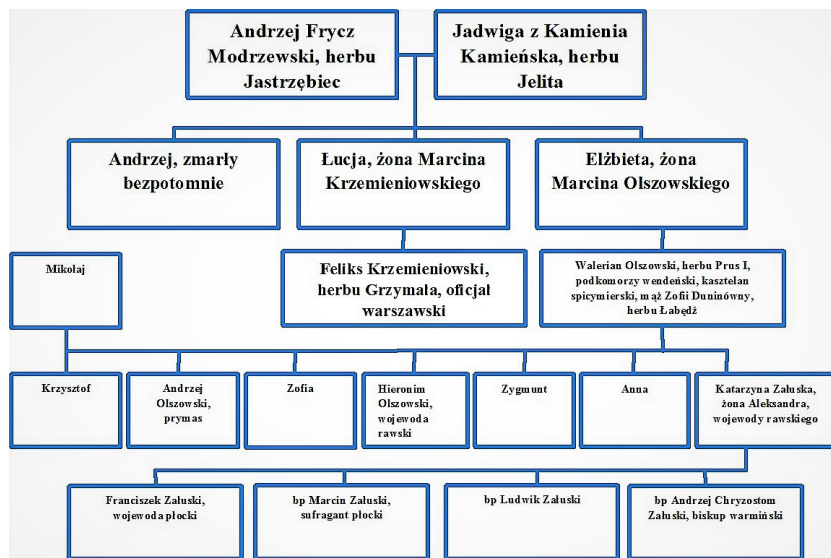 Andrzej Frycz
Modrzewski, herbu
Jastrzębiec
Jadwiga z Kamienia
Kamieńska, herbu
Jelita
Andrzej, zmarły
bezpotomnie
Łucja, żona Marcina
Krzemieniowskiego
Elżbieta, żona
Marcina Olszowskiego
Mikołaj
Feliks Krzemieniowski,
herbu Grzymała, oficjał
warszawski
Walerian Olszowski, herbu Prus I,
podkomorzy wendeński, kasztelan
spicymierski, mąż Zofii Duninówny,
herbu Łabędź
Krzysztof
Andrzej
Olszowski,
prymas
Zofia
Hieronim
Olszowski,
wojewoda
rawski
Zygmunt
Anna
Katarzyna Załuska,
żona Aleksandra,
wojewody rawskiego
Franciszek Załuski,
wojewoda płocki
bp Marcin Załuski,
sufragant płocki
bp Ludwik Załuski
bp Andrzej Chryzostom
Załuski, biskup warmiński